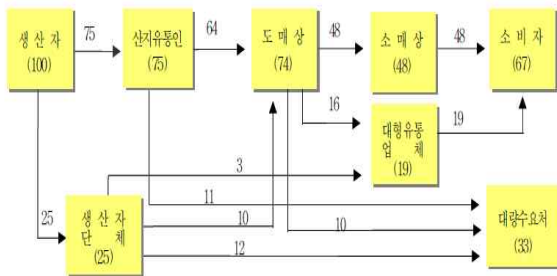 생 산 자
(100)
75
산지유통인
(75)
64
도 매 상
(74)
48
소 매 상
(48)
48
소 비 자
(67)
16
대형유통
업 체
(19)
19
3
11
25
생 산 자
단 체
(25)
10
10
12
대량수요처
(33)